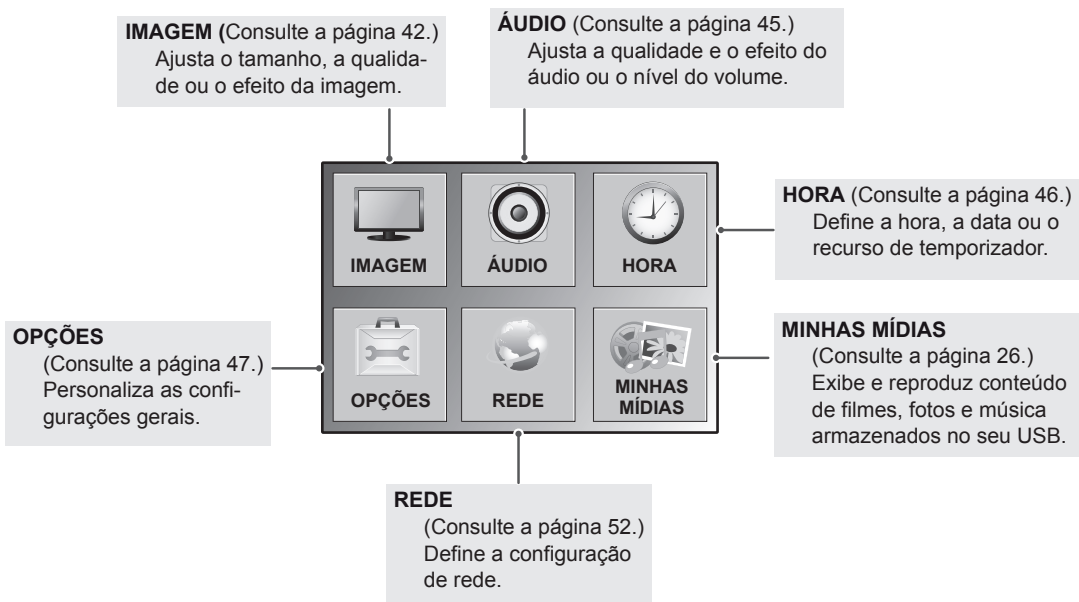 IMAGEM (Consulte a página 42.)
Ajusta o tamanho, a qualida-
de ou o efeito da imagem.
ÁUDIO (Consulte a página 45.)
Ajusta a qualidade e o efeito do
áudio ou o nível do volume.
IMAGEM
ÁUDIO
HORA
HORA (Consulte a página 46.)
Define a hora, a data ou o
recurso de temporizador.
OPÇÕES
(Consulte a página 47.)
Personaliza as confi-
gurações gerais.
OPÇÕES
REDE
MINHAS
MÍDIAS
MINHAS MÍDIAS
(Consulte a página 26.)
Exibe e reproduz conteúdo
de filmes, fotos e música
armazenados no seu USB.
REDE
(Consulte a página 52.)
Define a configuração
de rede.